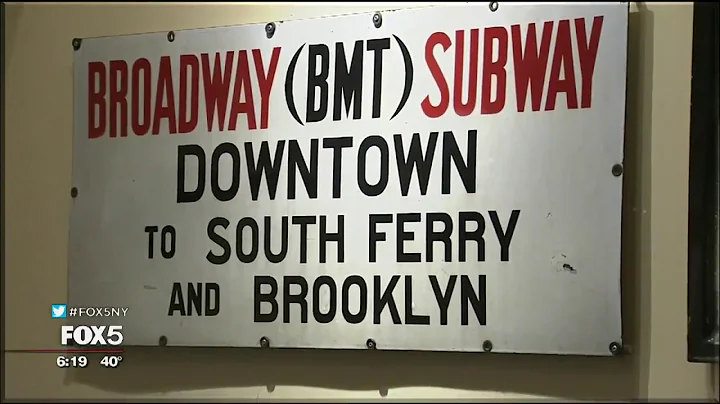 BROADWAY (BMT) SUBWAY
DOWNTOWN
TO SOUTH FERRY
AND BROOKLYN
#FOX5NY
FOX5
6:19 40°